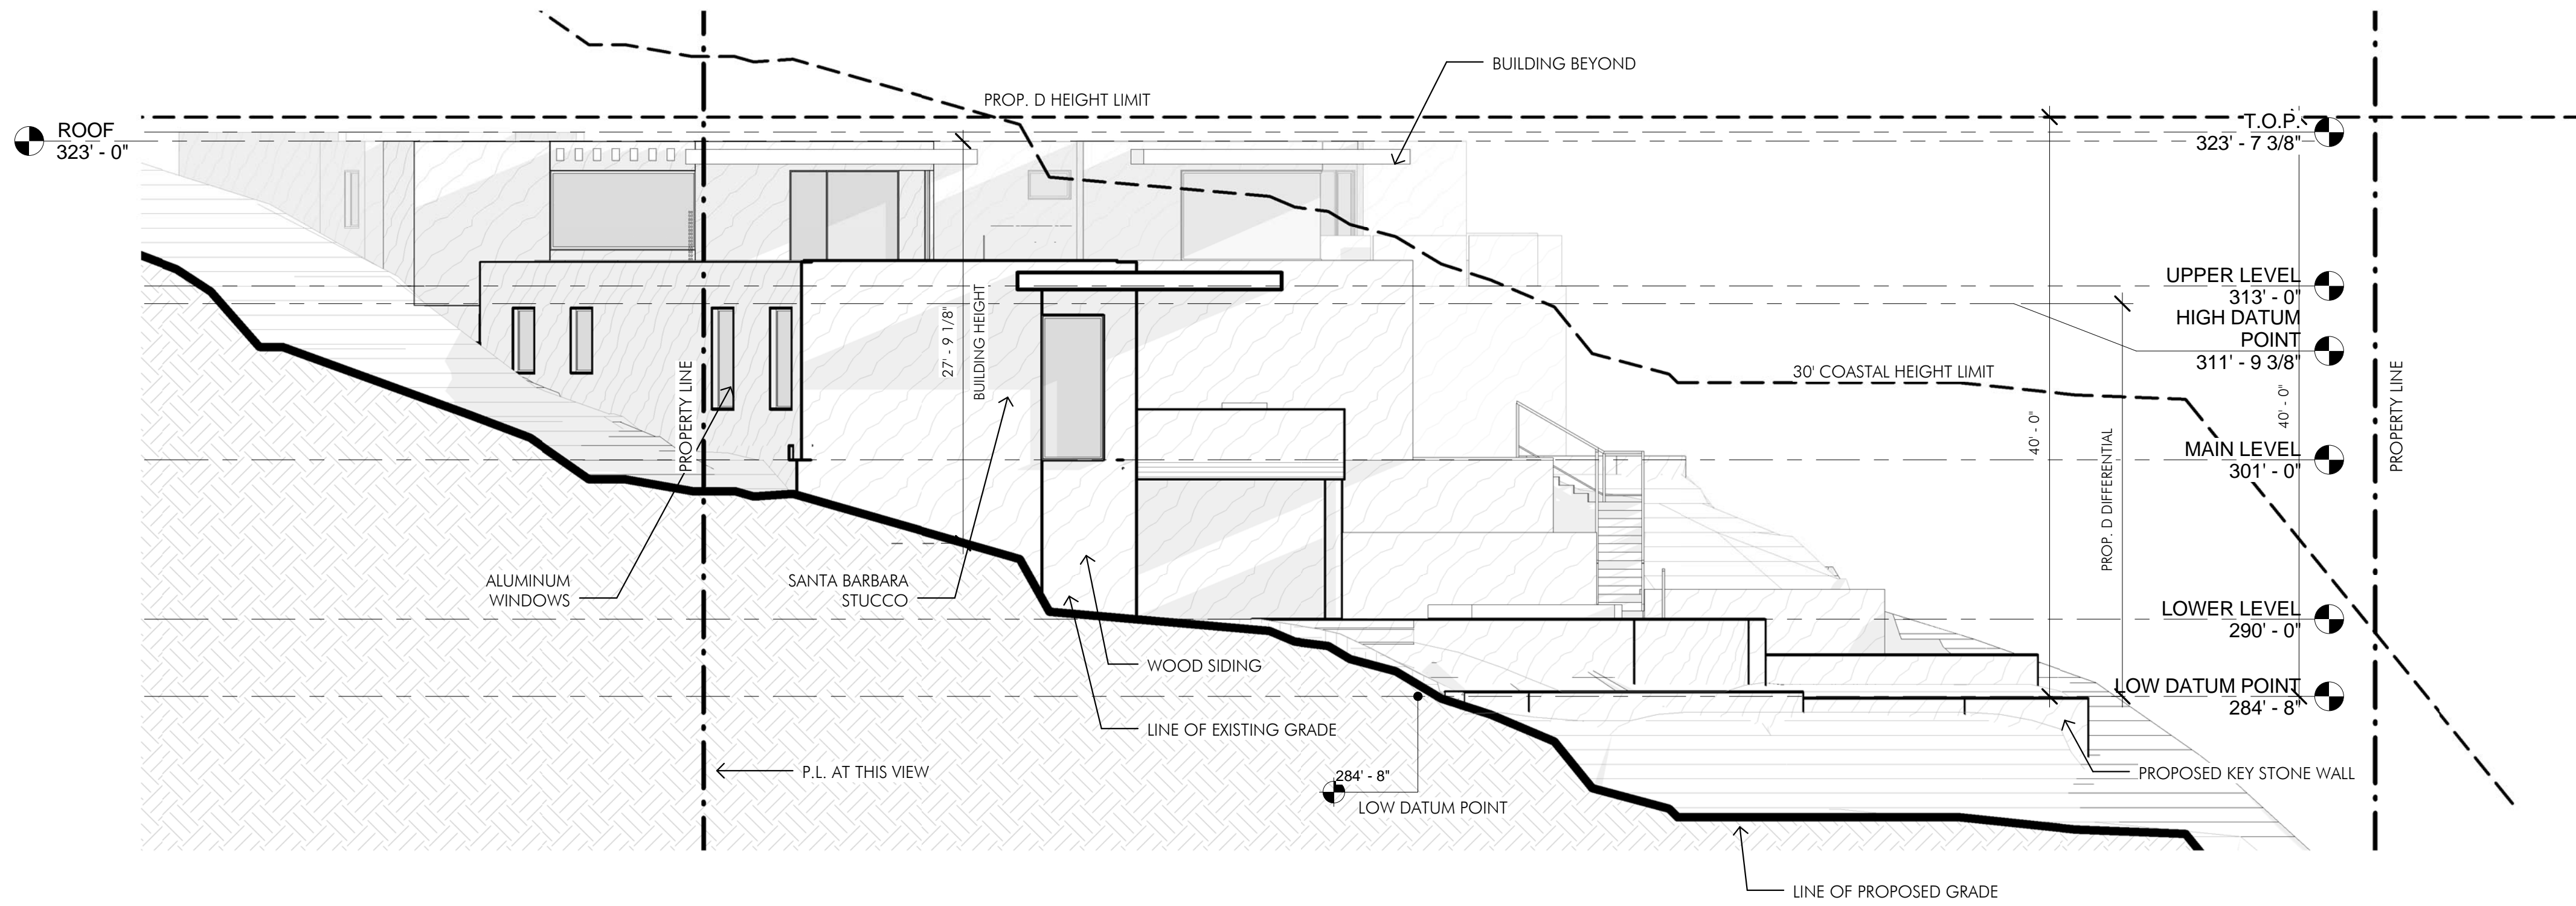 BUILDING BEYOND
PROP. D HEIGHT LIMIT
ROOF
323' - 0"
T.O.P.
323' - 7 3/8"
UPPER LEVEL
313' - 0"
HIGH DATUM
POINT
311' - 9 3/8"
27' - 9 1/8"
BUILDING HEIGHT
30' COASTAL HEIGHT LIMIT
PROPERTY LINE
PROPERTY LINE
40' - 0"
40' - 0"
PROP. D DIFFERENTIAL
MAIN LEVEL
301' - 0"
ALUMINUM
WINDOWS
SANTA BARBARA
STUCCO
LOWER LEVEL
290' - 0"
WOOD SIDING
LOW DATUM POINT
284' - 8"
LINE OF EXISTING GRADE
P.L. AT THIS VIEW
284' - 8"
LOW DATUM POINT
PROPOSED KEY STONE WALL
LINE OF PROPOSED GRADE